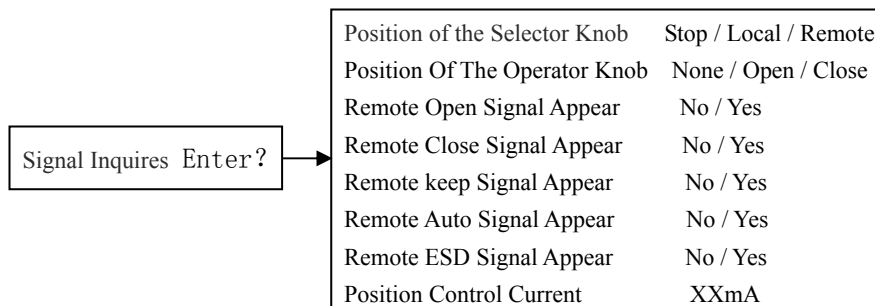 Signal Inquires Enter?
Position of the Selector Knob Stop / Local / Remote
Position Of The Operator Knob None / Open / Close
Remote Open Signal Appear No / Yes
Remote Close Signal Appear No / Yes
Remote keep Signal Appear No / Yes
Remote Auto Signal Appear No / Yes
Remote ESD Signal Appear No / Yes
Position Control Current XXmA